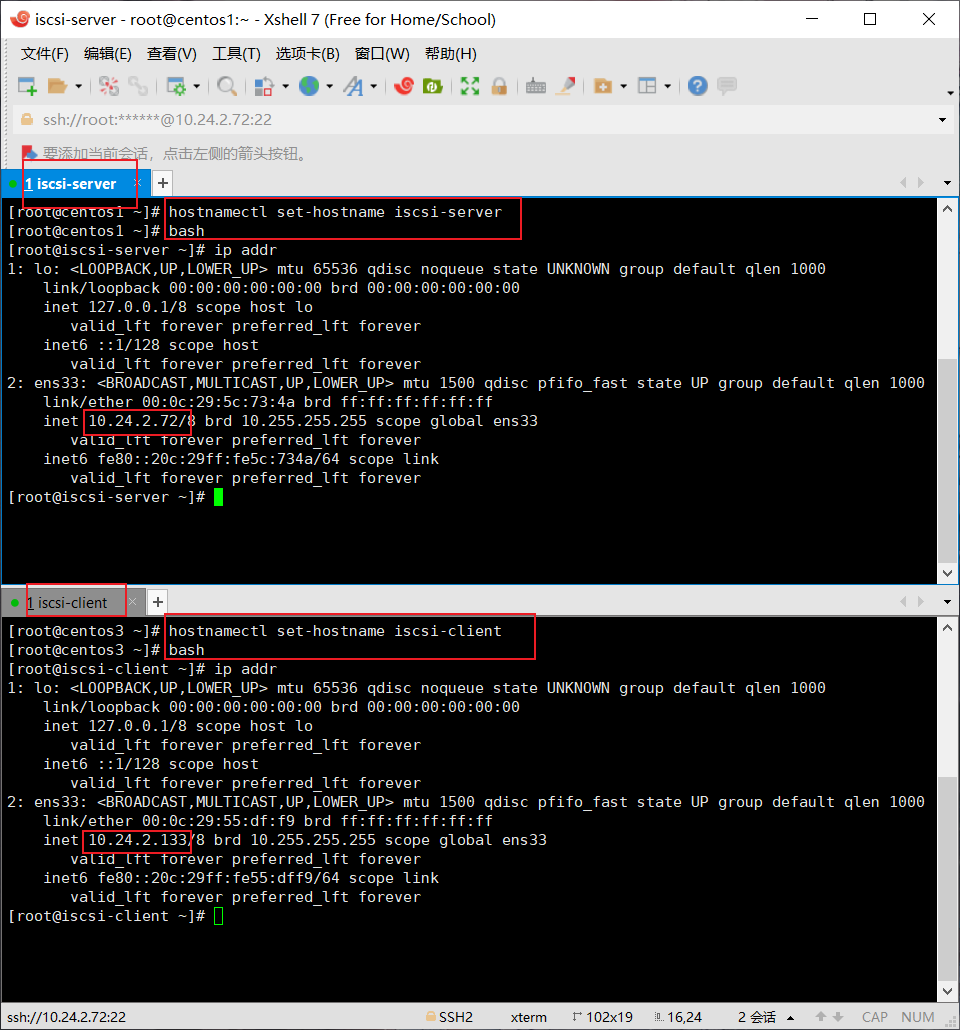 iscsi-server - root@centos1:~ - Xshell 7 (Free for Home/School)
文件(F) 编辑(E) 查看(V) 工具(T) 选项卡(B) 窗口(W) 帮助(H)
ssh://root:******@10.24.2.72:22
要添加当前会话，点击左侧的箭头按钮。
1 iscsi-server × +
[root@centos1 ~]# hostnamectl set-hostname iscsi-server
[root@centos1 ~]# bash
[root@iscsi-server ~]# ip addr
1: lo: <LOOPBACK,UP,LOWER_UP> mtu 65536 qdisc noqueue state UNKNOWN group default qlen 1000
    link/loopback 00:00:00:00:00:00 brd 00:00:00:00:00:00
    inet 127.0.0.1/8 scope host lo
       valid_lft forever preferred_lft forever
    inet6 ::1/128 scope host
       valid_lft forever preferred_lft forever
2: ens33: <BROADCAST,MULTICAST,UP,LOWER_UP> mtu 1500 qdisc pfifo_fast state UP group default qlen 1000
    link/ether 00:0c:29:5c:73:4a brd ff:ff:ff:ff:ff:ff
    inet 10.24.2.72/8 brd 10.255.255.255 scope global ens33
       valid_lft forever preferred_lft forever
    inet6 fe80::20c:29ff:fe5c:734a/64 scope link
       valid_lft forever preferred_lft forever
[root@iscsi-server ~]#
1 iscsi-client × +
[root@centos3 ~]# hostnamectl set-hostname iscsi-client
[root@centos3 ~]# bash
[root@iscsi-client ~]# ip addr
1: lo: <LOOPBACK,UP,LOWER_UP> mtu 65536 qdisc noqueue state UNKNOWN group default qlen 1000
    link/loopback 00:00:00:00:00:00 brd 00:00:00:00:00:00
    inet 127.0.0.1/8 scope host lo
       valid_lft forever preferred_lft forever
    inet6 ::1/128 scope host
       valid_lft forever preferred_lft forever
2: ens33: <BROADCAST,MULTICAST,UP,LOWER_UP> mtu 1500 qdisc pfifo_fast state UP group default qlen 1000
    link/ether 00:0c:29:55:df:f9 brd ff:ff:ff:ff:ff:ff
    inet 10.24.2.133/8 brd 10.255.255.255 scope global ens33
       valid_lft forever preferred_lft forever
    inet6 fe80::20c:29ff:fe55:dff9/64 scope link
       valid_lft forever preferred_lft forever
[root@iscsi-client ~]#
ssh://10.24.2.72:22 SSH2 xterm 102x19 16,24 2 会话 CAP NUM